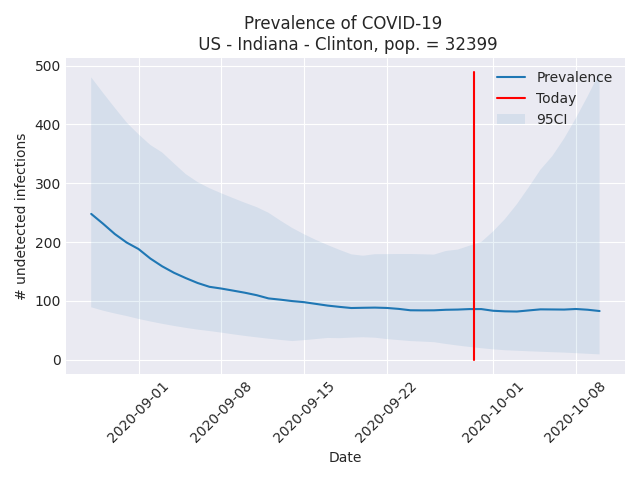 Prevalence of COVID-19
US - Indiana - Clinton, pop. = 32399
500
400
300
200
100
0
# undetected infections
Prevalence
Today
95CI
2020-09-01
2020-09-08
2020-09-15
2020-09-22
2020-10-01
2020-10-08
Date